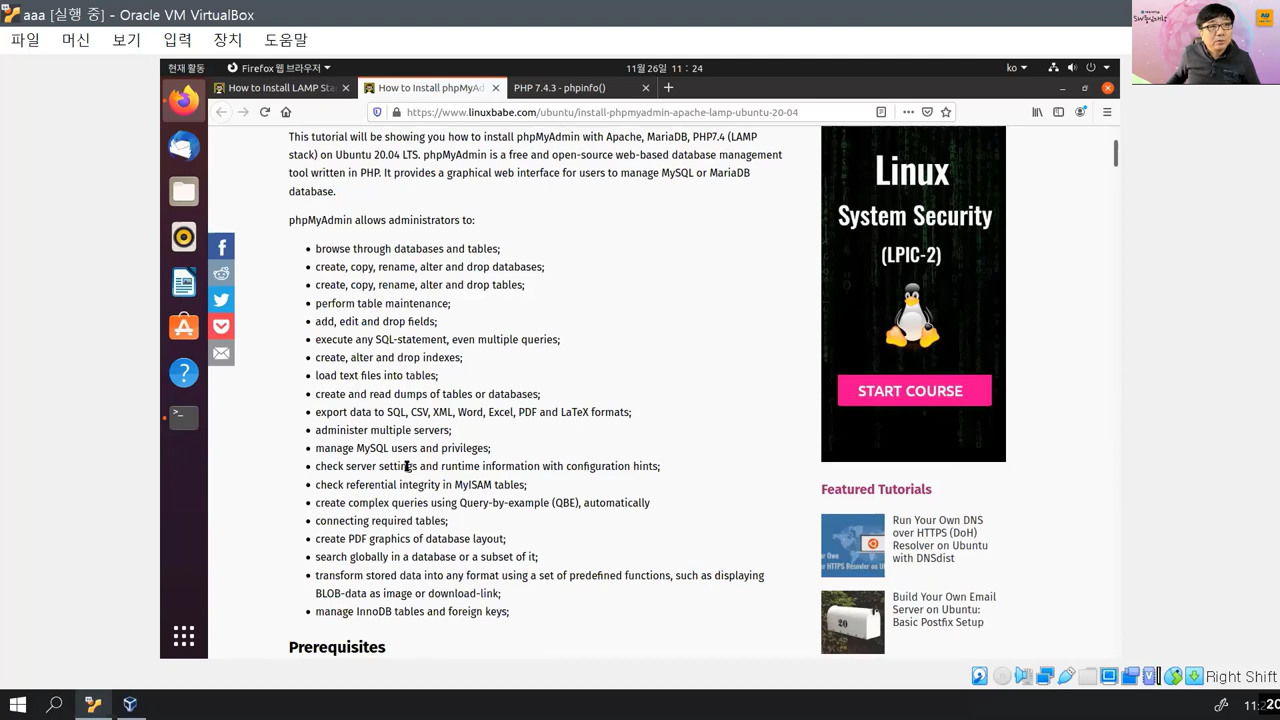 aaa [실행 중] - Oracle VM VirtualBox
파일 머신 보기 입력 장치 도움말
현재 활동 Firefox 웹 브라우저 11월 26일 11 : 24 ko
How to Install LAMP Sta
How to Install phpMyAd
PHP 7.4.3 - phpinfo()
https://www.linuxbabe.com/ubuntu/install-phpmyadmin-apache-lamp-ubuntu-20-04
This tutorial will be showing you how to install phpMyAdmin with Apache, MariaDB, PHP7.4 (LAMP
stack) on Ubuntu 20.04 LTS. phpMyAdmin is a free and open-source web-based database management
tool written in PHP. It provides a graphical web interface for users to manage MySQL or MariaDB
database.
phpMyAdmin allows administrators to:
browse through databases and tables;
create, copy, rename, alter and drop databases;
create, copy, rename, alter and drop tables;
perform table maintenance;
add, edit and drop fields;
execute any SQL-statement, even multiple queries;
create, alter and drop indexes;
load text files into tables;
create and read dumps of tables or databases;
export data to SQL, CSV, XML, Word, Excel, PDF and LaTeX formats;
administer multiple servers;
manage MySQL users and privileges;
check server settings and runtime information with configuration hints;
check referential integrity in MyISAM tables;
create complex queries using Query-by-example (QBE), automatically
connecting required tables;
create PDF graphics of database layout;
search globally in a database or a subset of it;
transform stored data into any format using a set of predefined functions, such as displaying
BLOB-data as image or download-link;
manage InnoDB tables and foreign keys;
Prerequisites
Linux
System Security
(LPIC-2)
START COURSE
Featured Tutorials
Run Your Own DNS
over HTTPS (DoH)
Resolver on Ubuntu
with DNSdist
Build Your Own Email
Server on Ubuntu:
Basic Postfix Setup
Right Shift